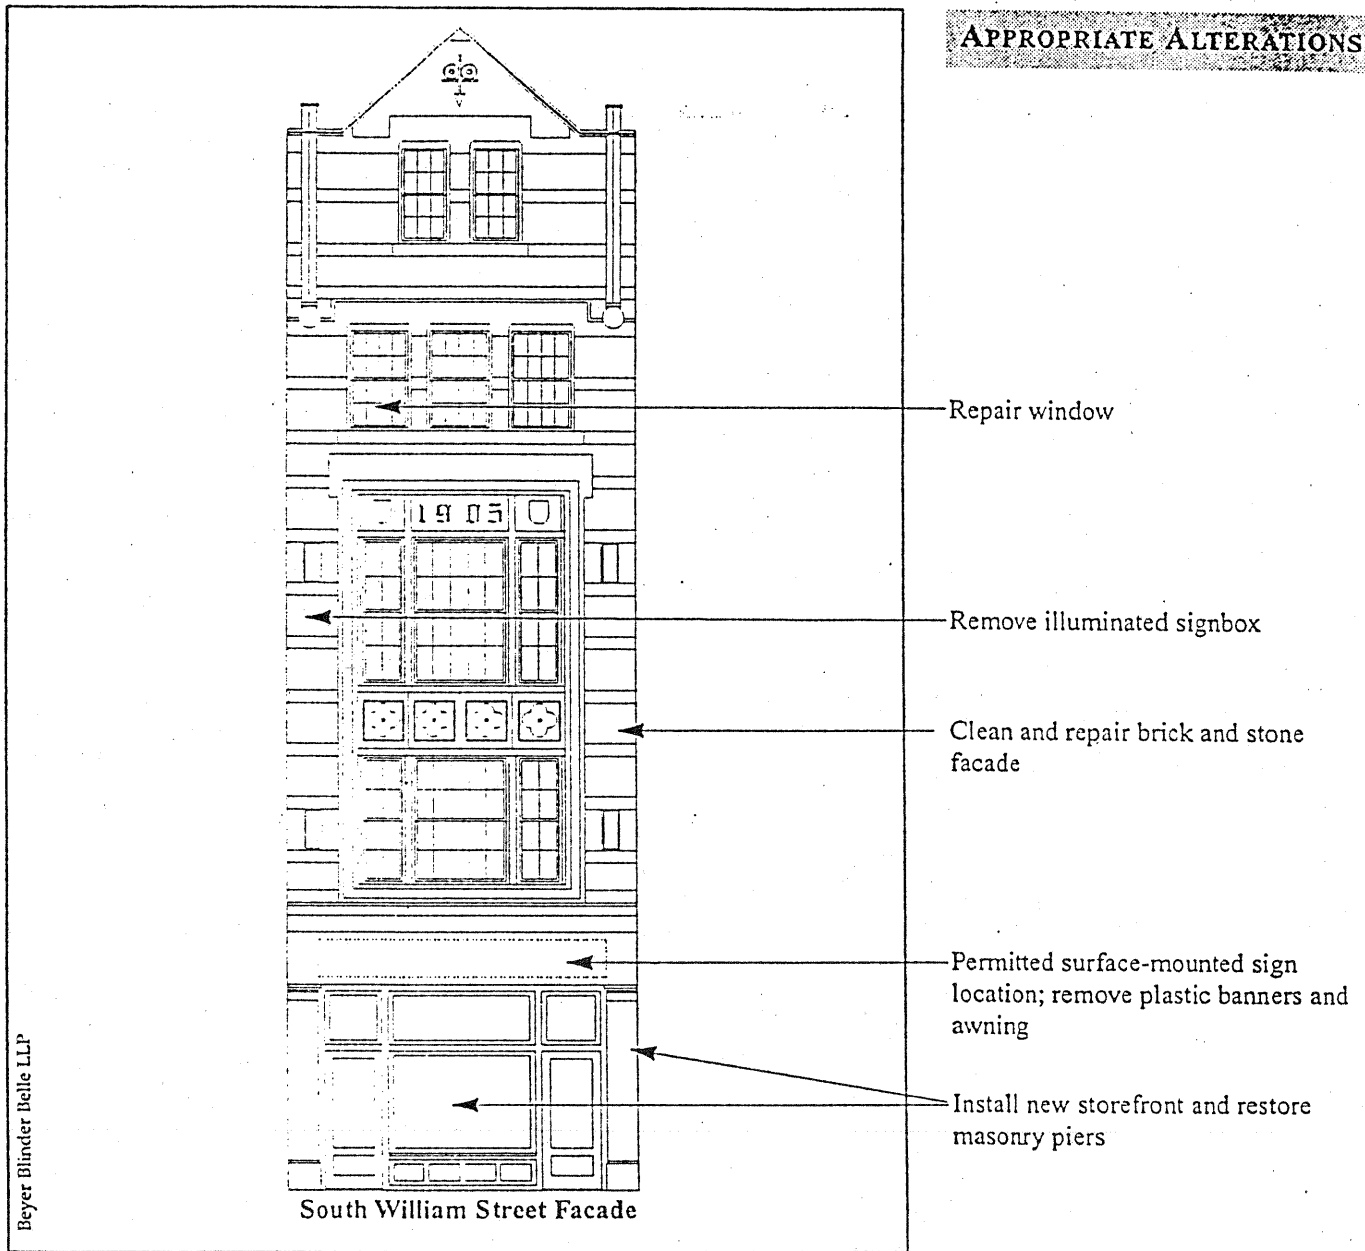 APPROPRIATE ALTERATIONS
Repair window
1905
Remove illuminated signbox
Clean and repair brick and stone
facade
Permitted surface-mounted sign
location; remove plastic banners and
awning
Install new storefront and restore
masonry piers
South William Street Facade
Beyer Blinder Belle LLP